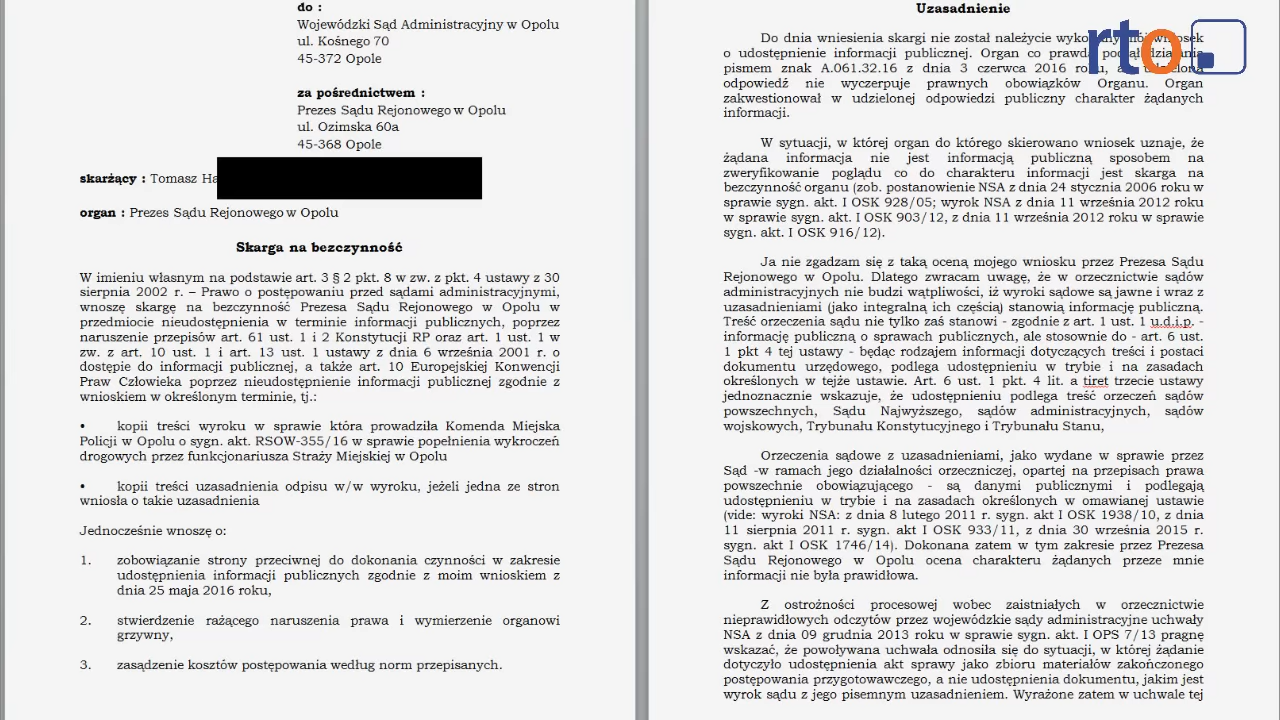 do :
Wojewódzki Sąd Administracyjny w Opolu
ul. Kośnego 70
45-372 Opole
za pośrednictwem :
Prezes Sądu Rejonowego w Opolu
ul. Ozimska 60a
45-368 Opole
skarżący : Tomasz Ha
organ : Prezes Sądu Rejonowego w Opolu
Skarga na bezczynność
W imieniu własnym na podstawie art. 3 § 2 pkt. 8 w zw. z pkt. 4 ustawy z 30
sierpnia 2002 r. – Prawo o postępowaniu przed sądami administracyjnymi,
wnoszę skargę na bezczynność Prezesa Sądu Rejonowego w Opolu w
przedmiocie nieudostępnienia w terminie informacji publicznych, poprzez
naruszenie przepisów art. 61 ust. 1 i 2 Konstytucji RP oraz art. 1 ust. 1 w
zw. z art. 10 ust. 1 i art. 13 ust. 1 ustawy z dnia 6 września 2001 r. o
dostępie do informacji publicznej, a także art. 10 Europejskiej Konwencji
Praw Człowieka poprzez nieudostępnienie informacji publicznej zgodnie z
wnioskiem w określonym terminie, tj.:
• kopii treści wyroku w sprawie która prowadziła Komenda Miejska
Policji w Opolu o sygn. akt. RSOW-355/16 w sprawie popełnienia wykroczeń
drogowych przez funkcjonariusza Straży Miejskiej w Opolu
• kopii treści uzasadnienia odpisu w/w wyroku, jeżeli jedna ze stron
wniosła o takie uzasadnienia
Jednocześnie wnoszę o:
1. zobowiązanie strony przeciwnej do dokonania czynności w zakresie
udostępnienia informacji publicznych zgodnie z moim wnioskiem z
dnia 25 maja 2016 roku,
2. stwierdzenie rażącego naruszenia prawa i wymierzenie organowi
grzywny,
3. zasądzenie kosztów postępowania według norm przepisanych.
Uzasadnienie
Do dnia wniesienia skargi nie został należycie wniosek
o udostępnienie informacji publicznej. Organ co prawda
pismem znak A.061.32.16 z dnia 3 czerwca 2016
odpowiedź nie wyczerpuje prawnych obowiązków Organu. Organ
zakwestionował w udzielonej odpowiedzi publiczny charakter żądanych
informacji.
W sytuacji, w której organ do którego skierowano wniosek uznaje, że
żądana informacja nie jest informacją publiczną sposobem na
zweryfikowanie poglądu co do charakteru informacji jest skarga na
bezczynność organu (zob. postanowienie NSA z dnia 24 stycznia 2006 roku w
sprawie sygn. akt. I OSK 928/05; wyrok NSA z dnia 11 września 2012 roku
w sprawie sygn. akt. I OSK 903/12, z dnia 11 września 2012 roku w sprawie
sygn. akt. I OSK 916/12).
Ja nie zgadzam się z taką oceną mojego wniosku przez Prezesa Sądu
Rejonowego w Opolu. Dlatego zwracam uwagę, że w orzecznictwie sądów
administracyjnych nie budzi wątpliwości, iż wyroki sądowe są jawne i wraz z
uzasadnieniami (jako integralną ich częścią) stanowią informację publiczną.
Treść orzeczenia sądu nie tylko zaś stanowi - zgodnie z art. 1 ust. 1 u.d.i.p. -
informację publiczną o sprawach publicznych, ale stosownie do - art. 6 ust.
1 pkt 4 tej ustawy - będąc rodzajem informacji dotyczących treści i postaci
dokumentu urzędowego, podlega udostępnieniu w trybie i na zasadach
określonych w tejże ustawie. Art. 6 ust. 1 pkt. 4 lit. a tiret trzecie ustawy
jednoznacznie wskazuje, że udostępnieniu podlega treść orzeczeń sądów
powszechnych, Sądu Najwyższego, sądów administracyjnych, sądów
wojskowych, Trybunału Konstytucyjnego i Trybunału Stanu,
Orzeczenia sądowe z uzasadnieniami, jako wydane w sprawie przez
Sąd -w ramach jego działalności orzeczniczej, opartej na przepisach prawa
powszechnie obowiązującego - są danymi publicznymi i podlegają
udostępnieniu w trybie i na zasadach określonych w omawianej ustawie
(vide: wyroki NSA: z dnia 8 lutego 2011 r. sygn. akt I OSK 1938/10, z dnia
11 sierpnia 2011 r. sygn. akt I OSK 933/11, z dnia 30 września 2015 r.
sygn. akt I OSK 1746/14). Dokonana zatem w tym zakresie przez Prezesa
Sądu Rejonowego w Opolu ocena charakteru żądanych przeze mnie
informacji nie była prawidłowa.
Z ostrożności procesowej wobec zaistniałych w orzecznictwie
nieprawidłowych odczytów przez wojewódzkie sądy administracyjne uchwały
NSA z dnia 09 grudnia 2013 roku w sprawie sygn. akt. I OPS 7/13 pragnę
wskazać, że powoływana uchwała odnosiła się do sytuacji, w której żądanie
dotyczyło udostępnienia akt sprawy jako zbioru materiałów zakończonego
postępowania przygotowawczego, a nie udostępnienia dokumentu, jakim jest
wyrok sądu z jego pisemnym uzasadnieniem. Wyrażone zatem w uchwale tej
rto.